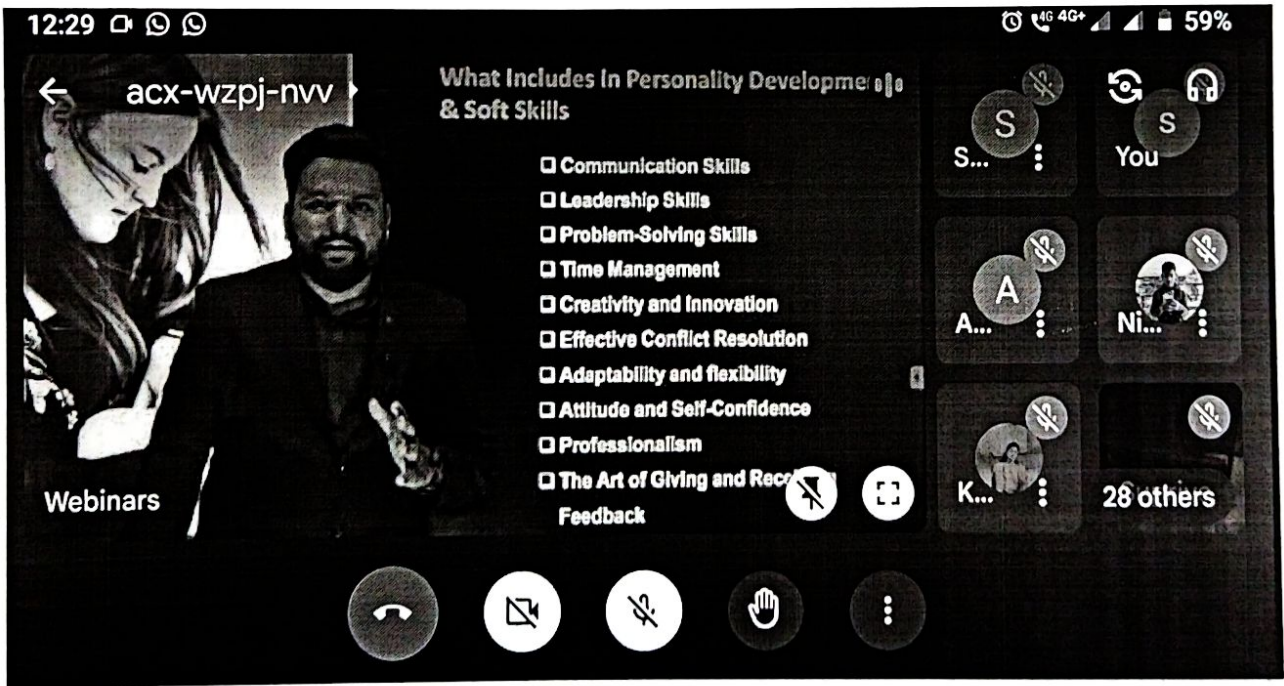 12:29
4G 4G+ 59%
acx-wzpj-nvv
What Includes In Personality Developme
& Soft Skills
Communication Skills
Leadership Skills
Problem-Solving Skills
Time Management
Creativity and Innovation
Effective Conflict Resolution
Adaptability and flexibility
Attitude and Self-Confidence
Professionalism
The Art of Giving and
Feedback
Webinars
S
S...
S
You
A
A...
Ni...
K...
28 others